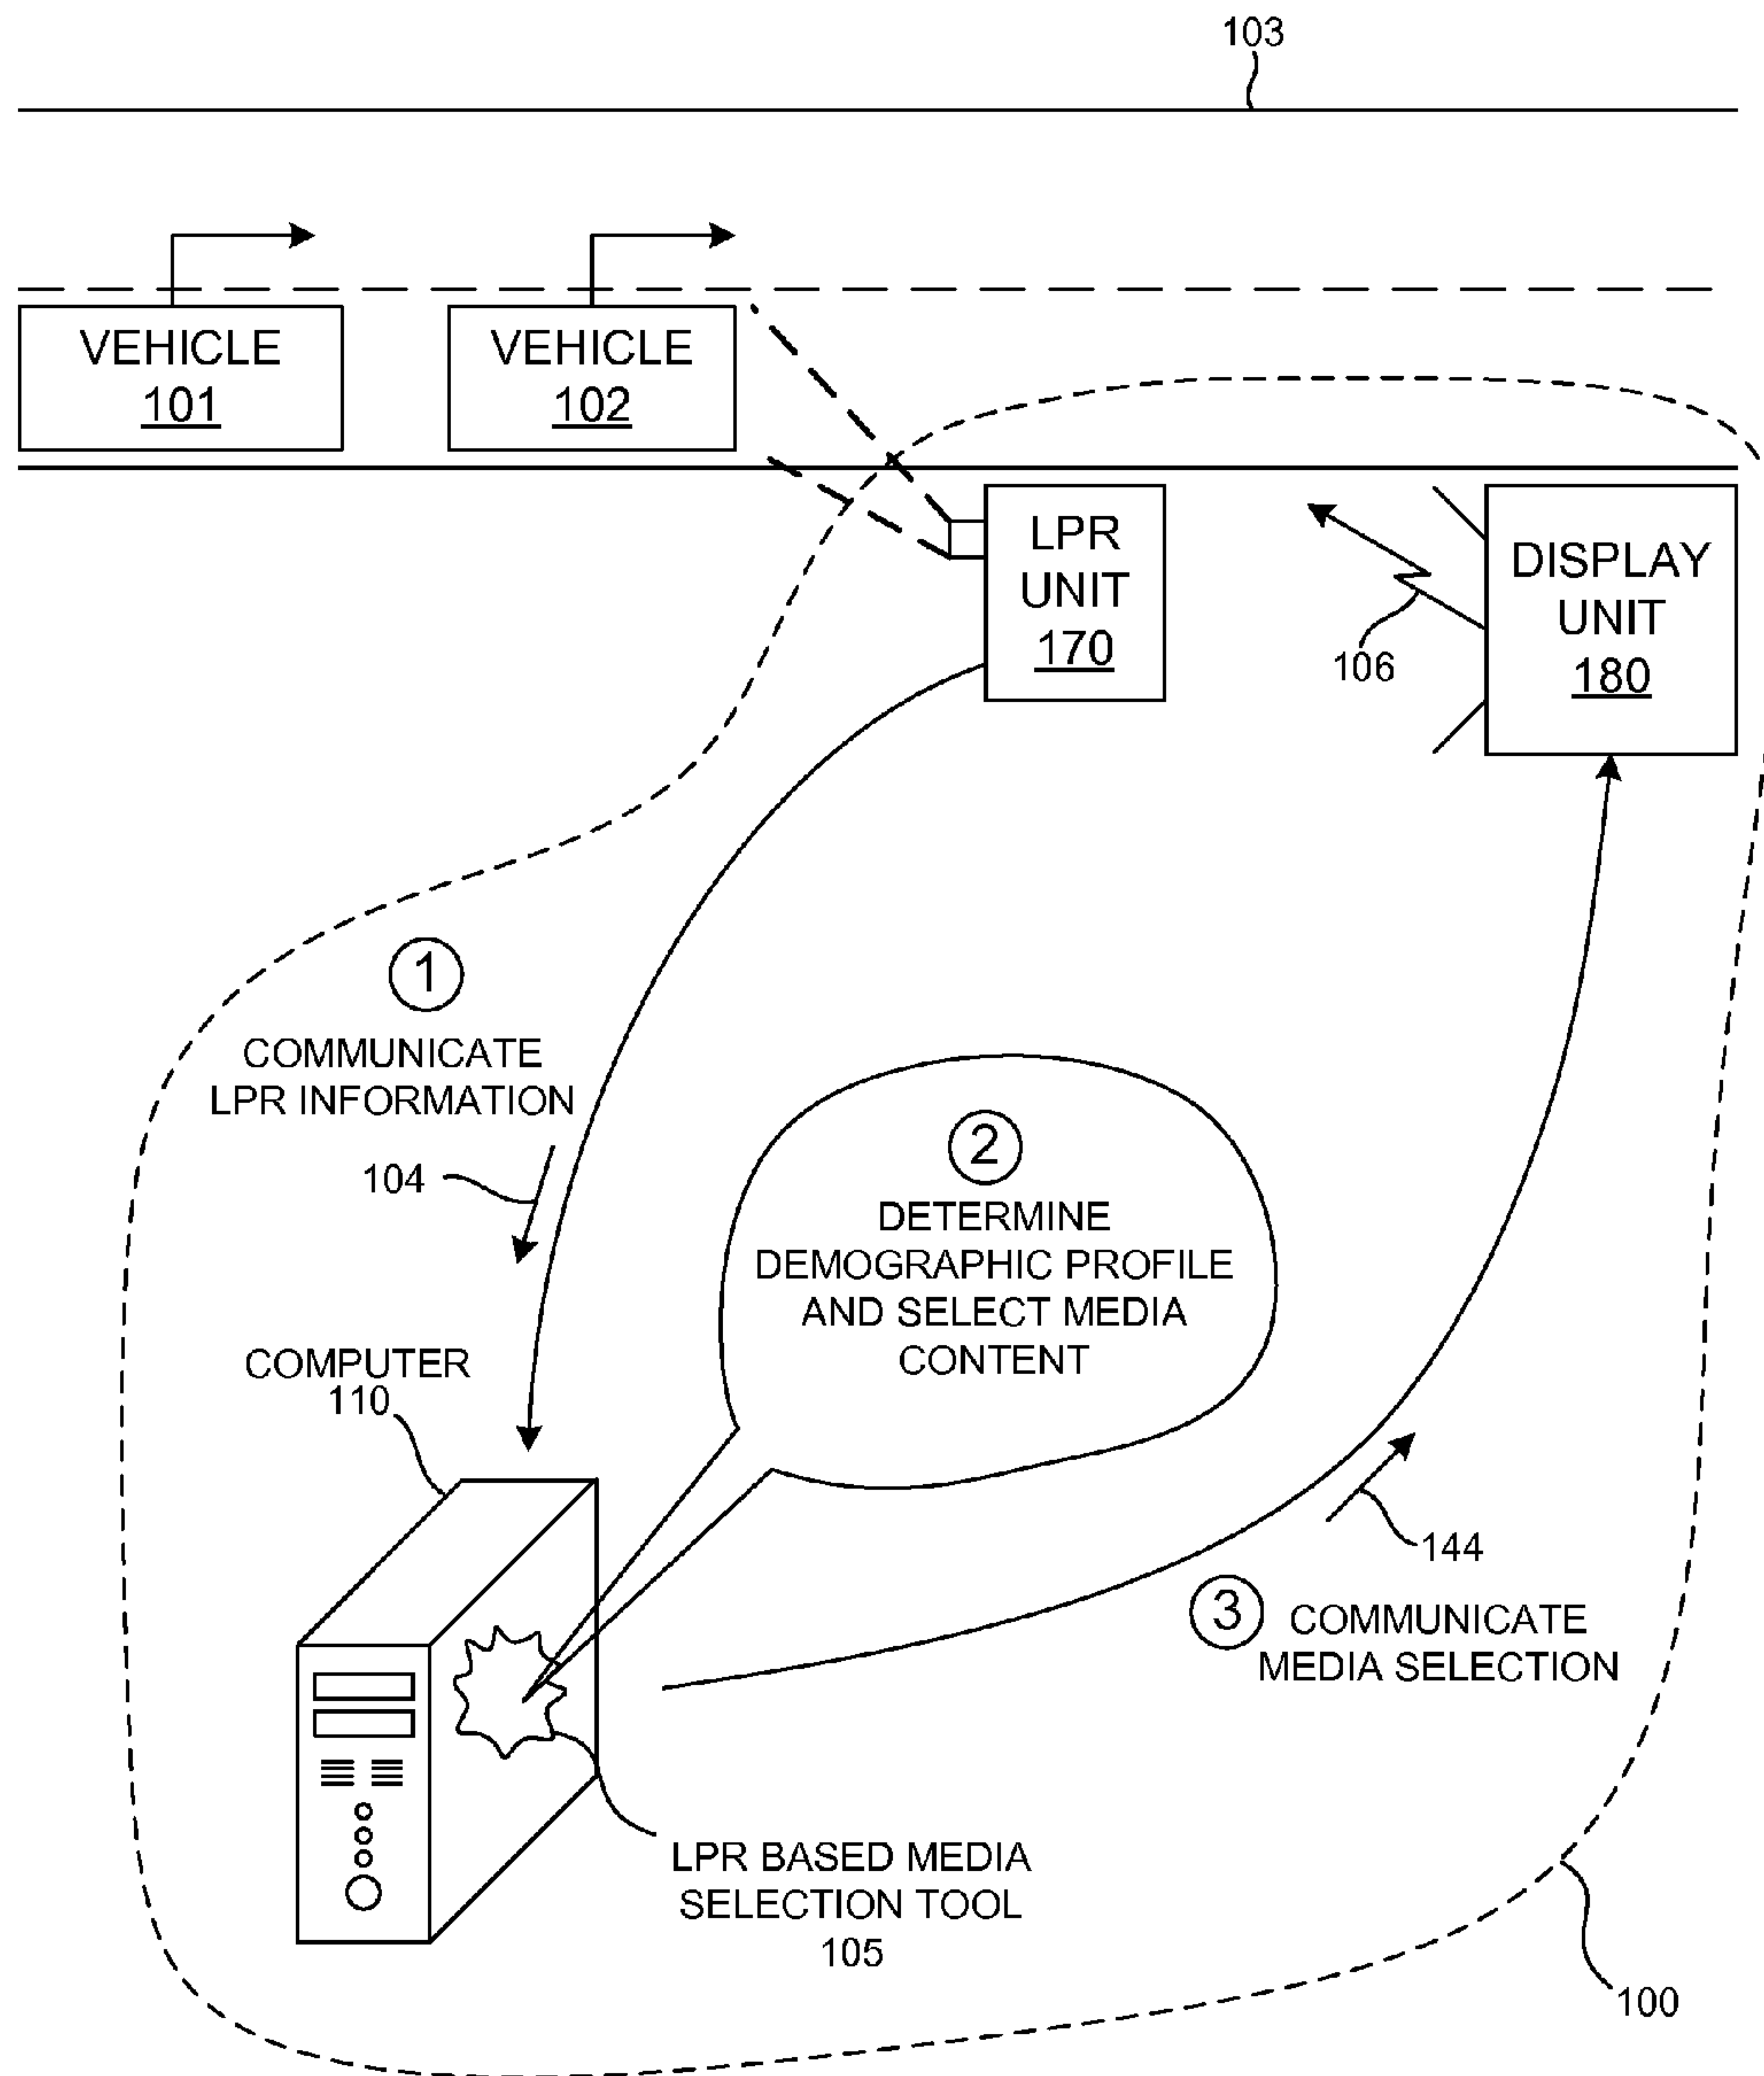 103
VEHICLE
101
VEHICLE
102
LPR
UNIT
170
DISPLAY
UNIT
180
106
1
COMMUNICATE
LPR INFORMATION
104
2
DETERMINE
DEMOGRAPHIC PROFILE
AND SELECT MEDIA
CONTENT
COMPUTER
110
144
3
COMMUNICATE
MEDIA SELECTION
LPR BASED MEDIA
SELECTION TOOL
105
100